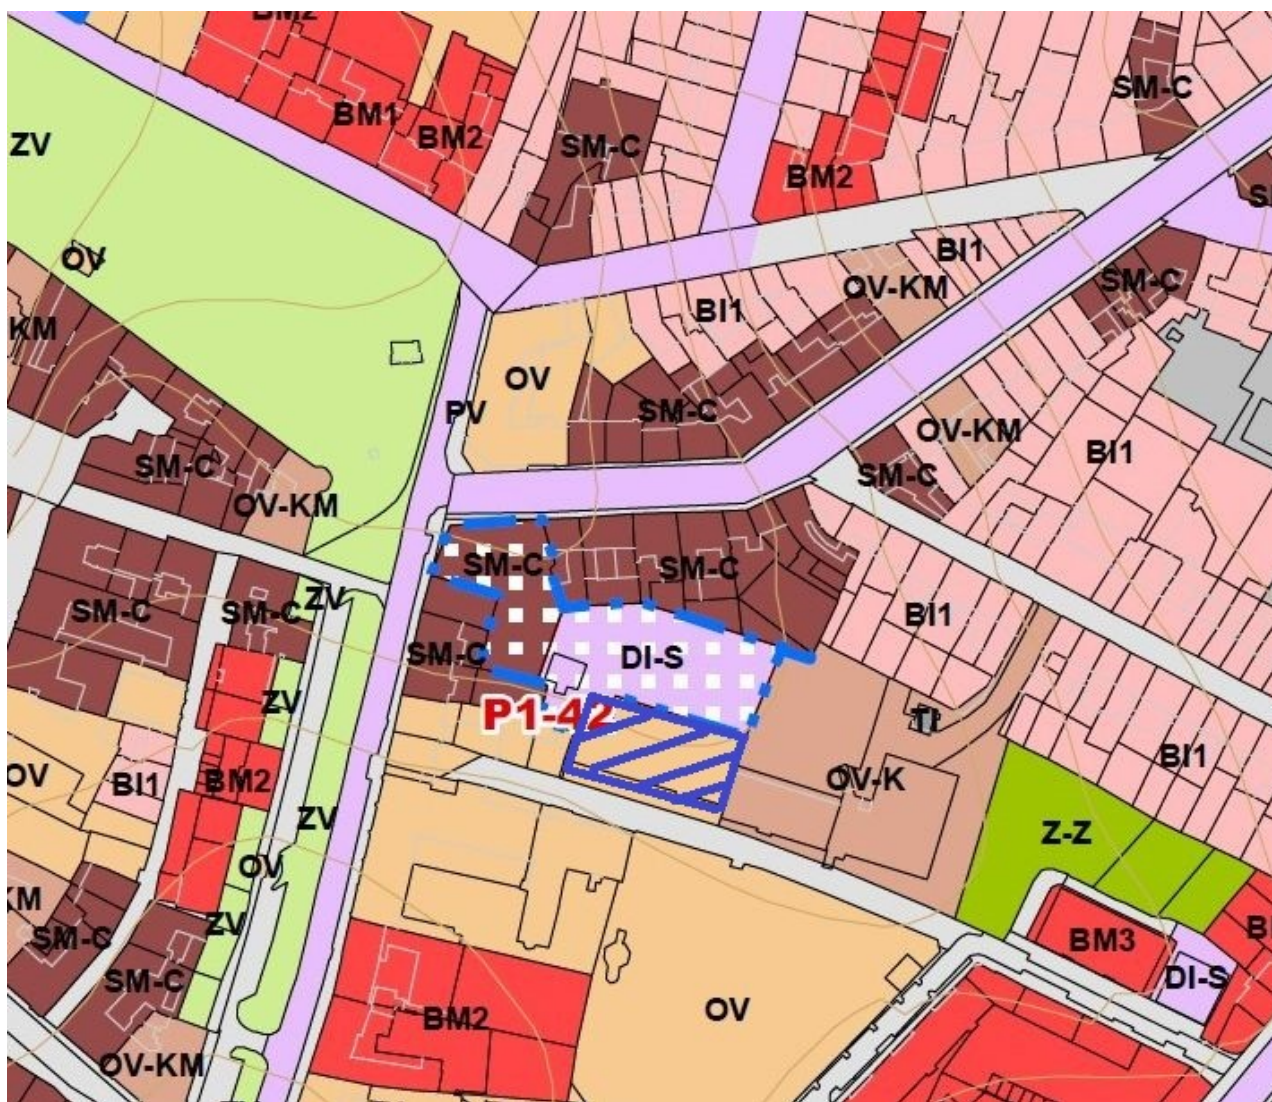 BM2
BM1
BM2
SM-C
SM-C
BM2
ZV
OV
BI1
OV-KM
SM-C
BI1
KM
OV
PV
SM-C
OV-KM
BI1
SM-C
SM-C
OV-KM
SM-C
SM-C
SM-C
SM-C
ZV
BI1
SM-C
DI-S
ZV
P1-42
TI
BI1
OV
BI1
BM2
OV-K
ZV
Z-Z
OV
KM
ZV
SM-C
BM3
SM-C
DI-S
OV
BM2
OV-KM